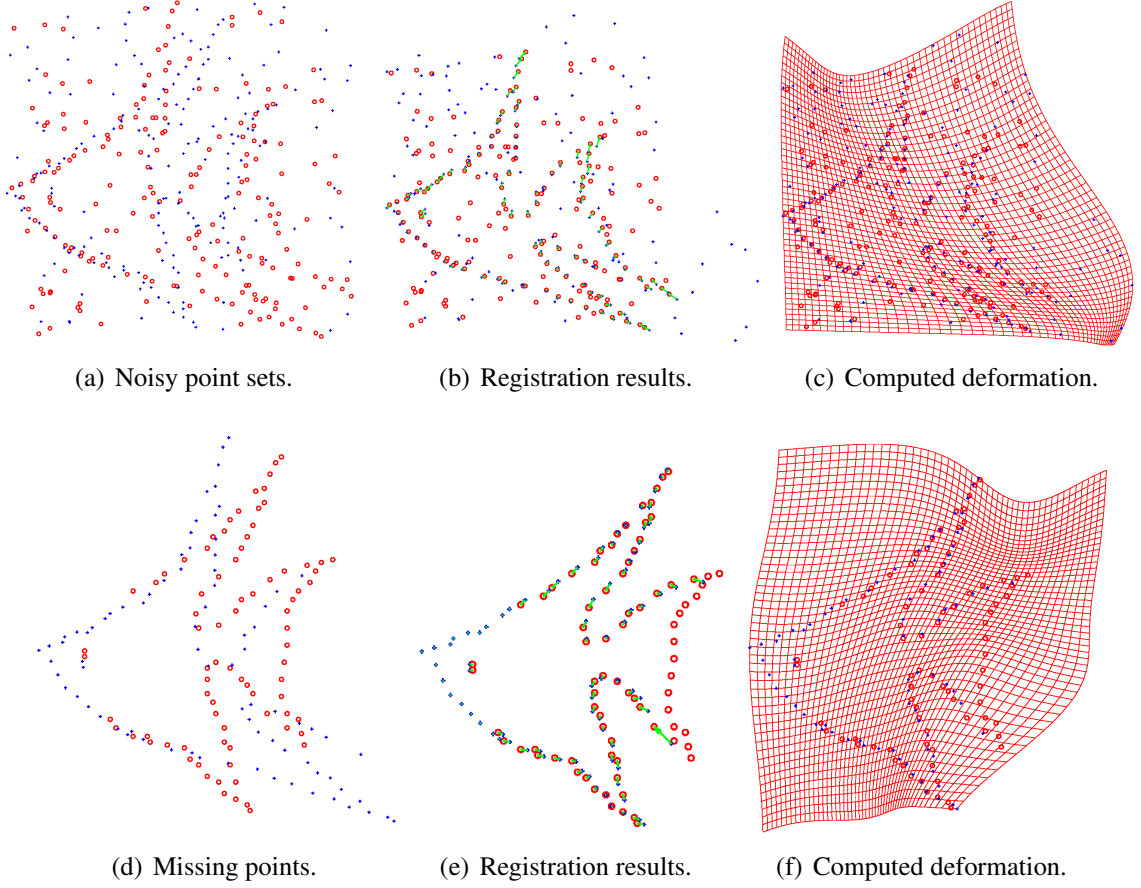 (a) Noisy point sets.
(b) Registration results.
(c) Computed deformation.
(d) Missing points.
(e) Registration results.
(f) Computed deformation.